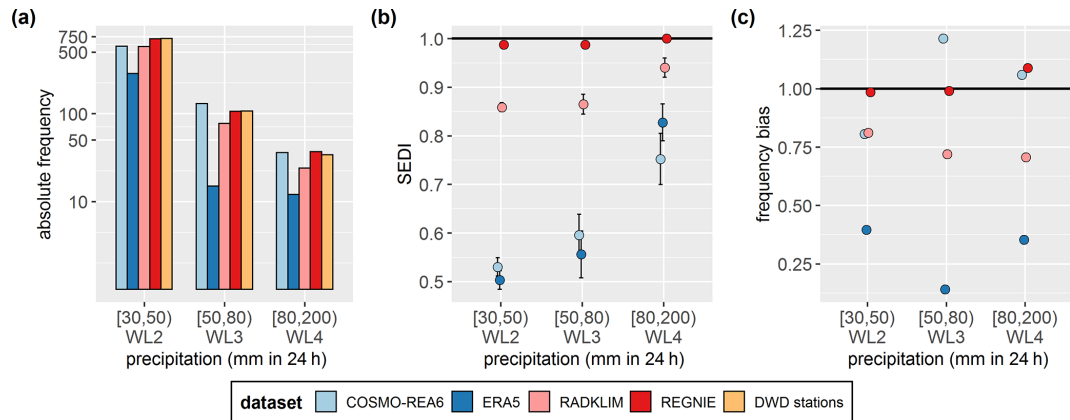 (a)
absolute frequency
750
500
100
50
10
[30,50) [50,80) [80,200)
WL2 WL3 WL4
precipitation (mm in 24 h)
(b)
SEDI
1.0
0.9
0.8
0.7
0.6
0.5
[30,50) [50,80) [80,200)
WL2 WL3 WL4
precipitation (mm in 24 h)
(c)
frequency bias
1.25
1.00
0.75
0.50
0.25
[30,50) [50,80) [80,200)
WL2 WL3 WL4
precipitation (mm in 24 h)
dataset COSMO-REA6 ERA5 RADKLIM REGNIE DWD stations